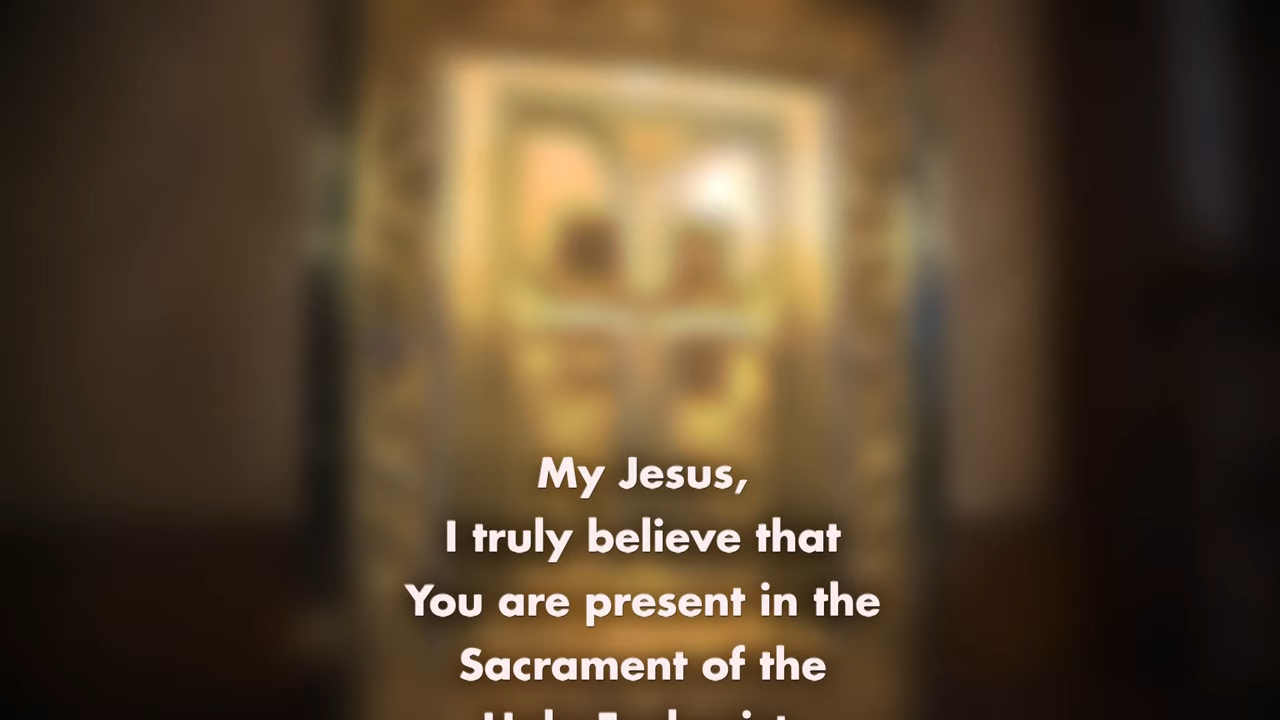 My Jesus,
I truly believe that
You are present in the
Sacrament of the